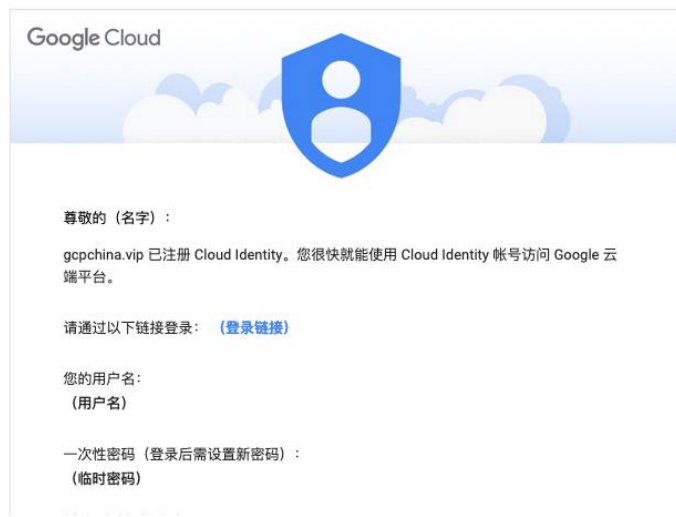 Google Cloud
尊敬的（名字）：
gcpchina.vip 已注册 Cloud Identity。您很快就能使用 Cloud Identity 帐号访问 Google 云
端平台。
请通过以下链接登录： （登录链接）
您的用户名：
（用户名）
一次性密码（登录后需设置新密码）：
（临时密码）